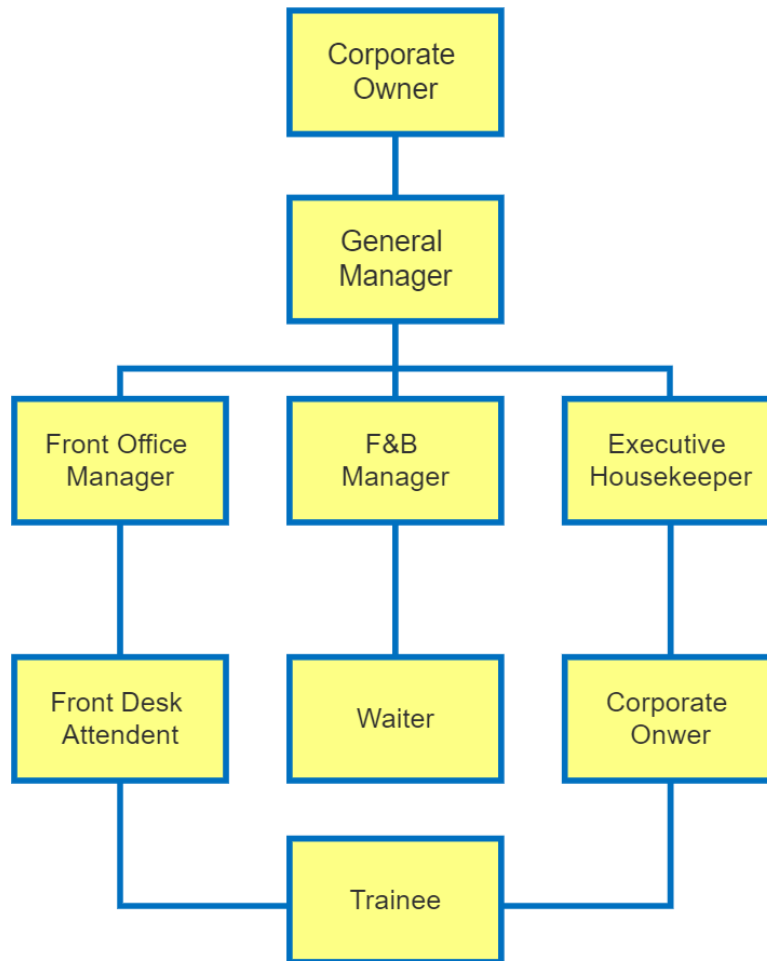 Corporate
Owner
General
Manager
Front Office
Manager
F&B
Manager
Executive
Housekeeper
Front Desk
Attendent
Waiter
Corporate
Onwer
Trainee